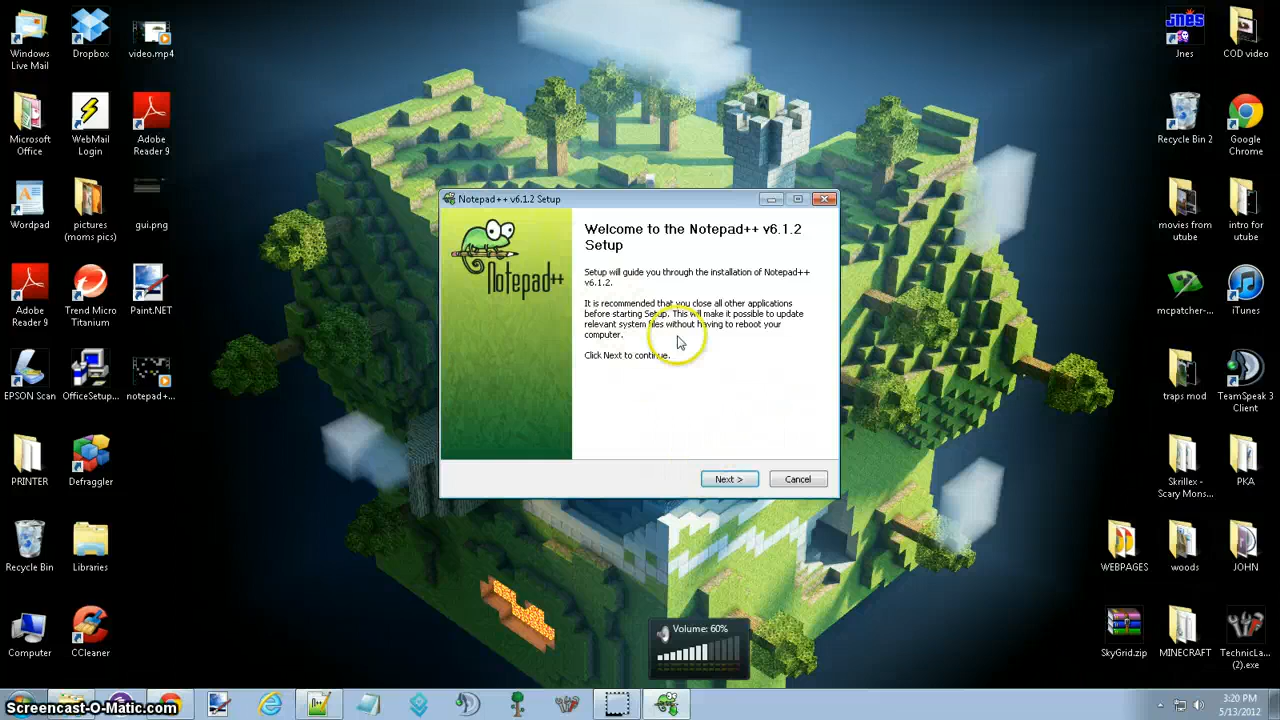 Windows
Live Mail
Dropbox
video.mp4
Jnes
Jnes
COD video
Microsoft
Office
WebMail
Login
Adobe
Reader 9
Recycle Bin 2
Google
Chrome
Notepad++ v6.1.2 Setup
Notepad++
Welcome to the Notepad++ v6.1.2
Setup
Setup will guide you through the installation of Notepad++
v6.1.2.
It is recommended that you close all other applications
before starting Setup. This will make it possible to update
relevant system files without having to reboot your
computer.
Click Next to continue.
Next >
Cancel
Wordpad
pictures
(moms pics)
gui.png
movies from
utube
intro for
utube
Adobe
Reader 9
Trend Micro
Titanium
Paint.NET
mcpatcher-...
iTunes
EPSON Scan
OfficeSetup...
notepad+...
traps mod
TeamSpeak 3
Client
PRINTER
Defraggler
Skrillex -
Scary Mons...
PKA
Recycle Bin
Libraries
WEBPAGES
woods
JOHN
Computer
CCleaner
Volume: 60%
SkyGrid.zip
MINECRAFT
TechnicLa...
(2).exe
Screencast-O-Matic.com
3:20 PM
5/13/2012